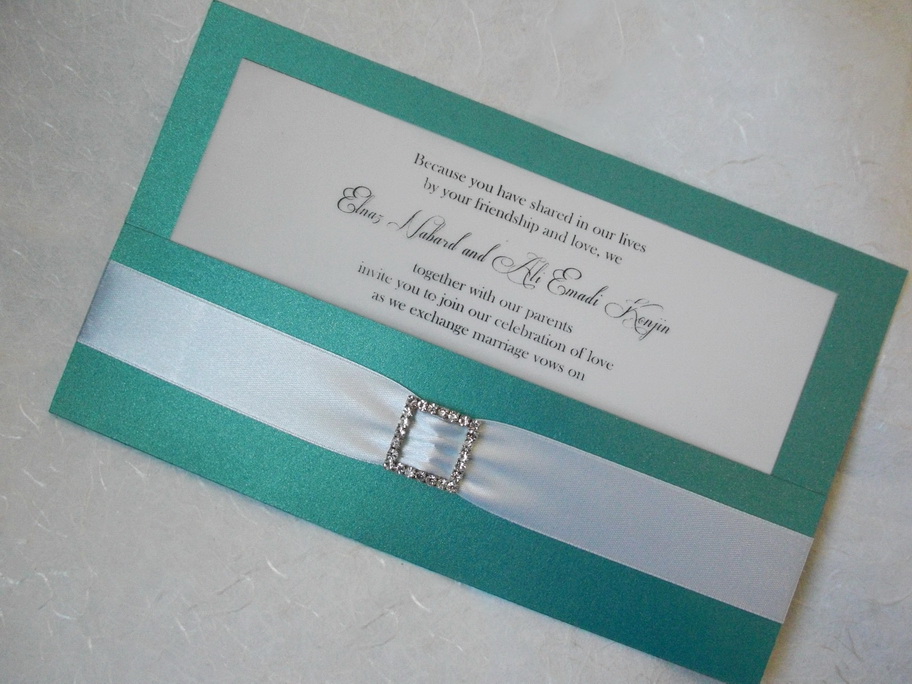 Because you have shared in our lives
by your friendship and love, we
Elnaz Nabard and Ali Emadi Konjin
together with our parents
invite you to join our celebration of love
as we exchange marriage vows on